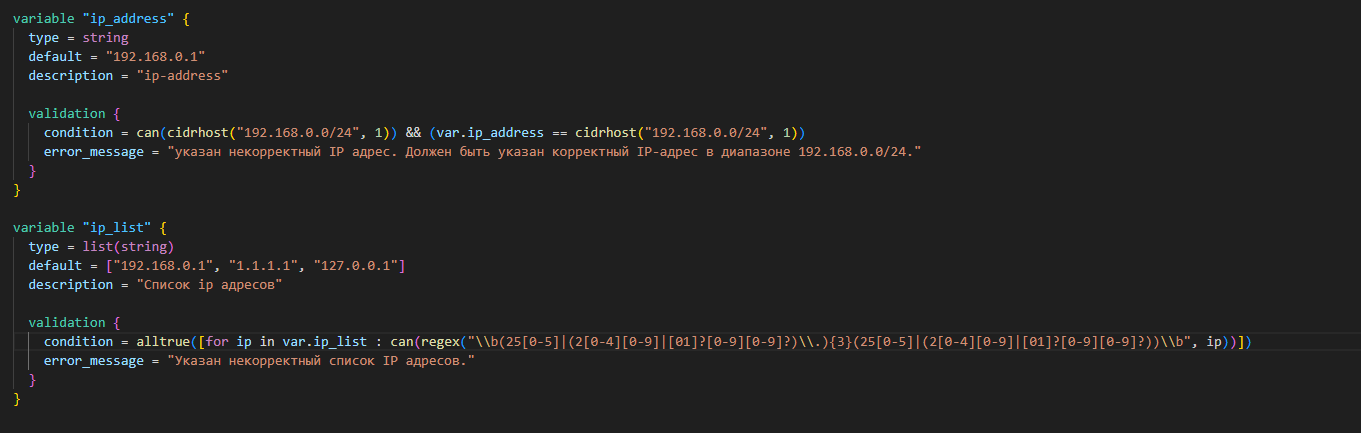 variable "ip_address" {
  type = string
  default = "192.168.0.1"
  description = "ip-address"

  validation {
    condition = can(cidrhost("192.168.0.0/24", 1)) && (var.ip_address == cidrhost("192.168.0.0/24", 1))
    error_message = "указан некорректный IP адрес. Должен быть указан корректный IP-адрес в диапазоне 192.168.0.0/24."
  }
}

variable "ip_list" {
  type = list(string)
  default = ["192.168.0.1", "1.1.1.1", "127.0.0.1"]
  description = "Список ip адресов"

  validation {
    condition = alltrue([for ip in var.ip_list : can(regex("\\b(25[0-5]|(2[0-4][0-9]|[01]?[0-9][0-9]?)\\.){3}(25[0-5]|(2[0-4][0-9]|[01]?[0-9][0-9]?))\\b", ip))])
    error_message = "Указан некорректный список IP адресов."
  }
}